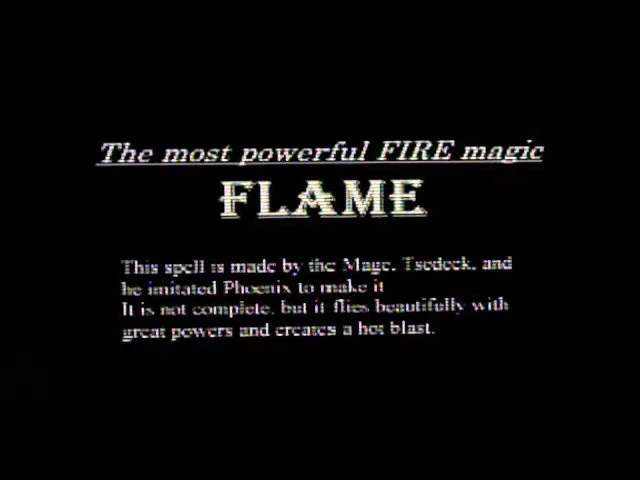 The most powerful FIRE magic
FLAME
This spell is made by the Mage, Tsedeck, and
he imitated Phoenix to make it
It is not complete, but it flies beautifully with
great powers and creates a hot blast.